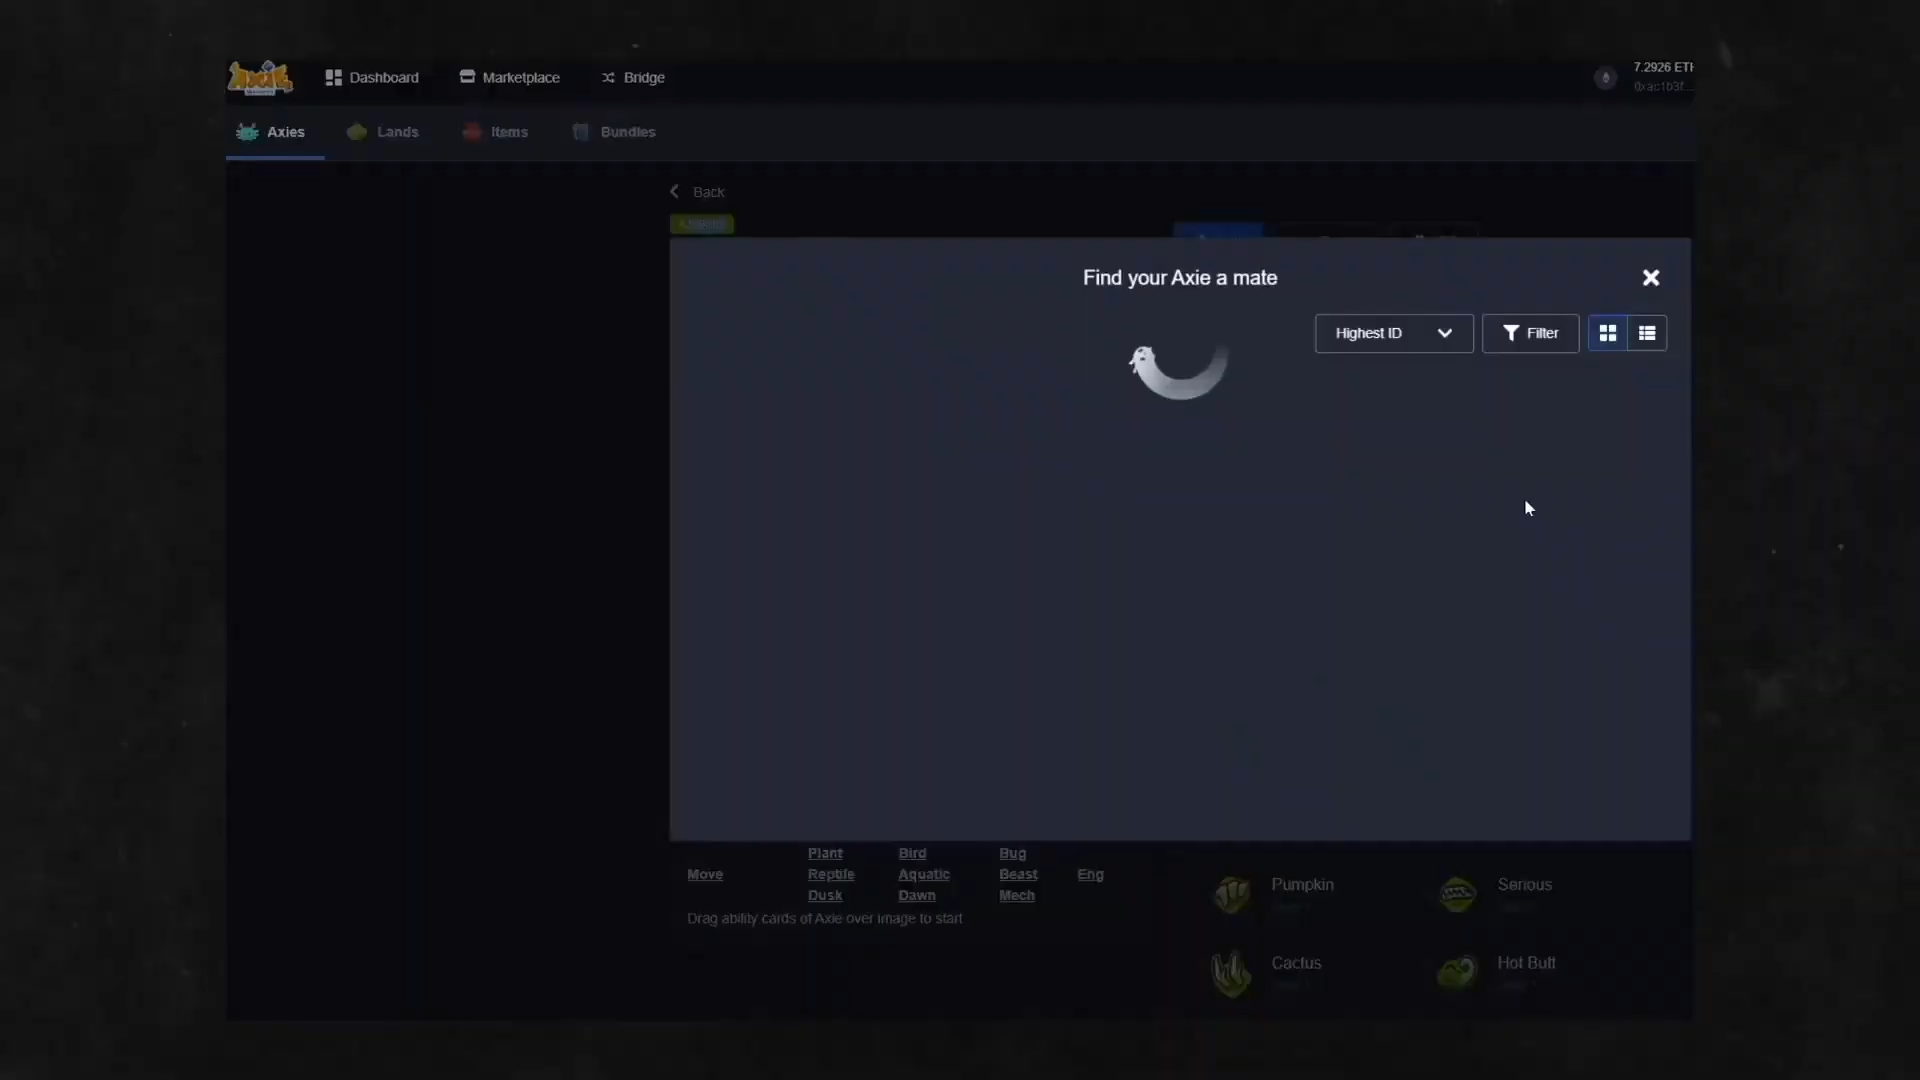 AXIE
Dashboard
Marketplace
Bridge
7.2926 ETH
Axies
Lands
Items
Bundles
Back
Find your Axie a mate
Highest ID
Filter
Plant Bird Bug
Move Reptile Aquatic Beast Eng
Dusk Dawn Mech
Drag ability cards of Axie over image to start
Pumpkin
Serious
Cactus
Hot Butt